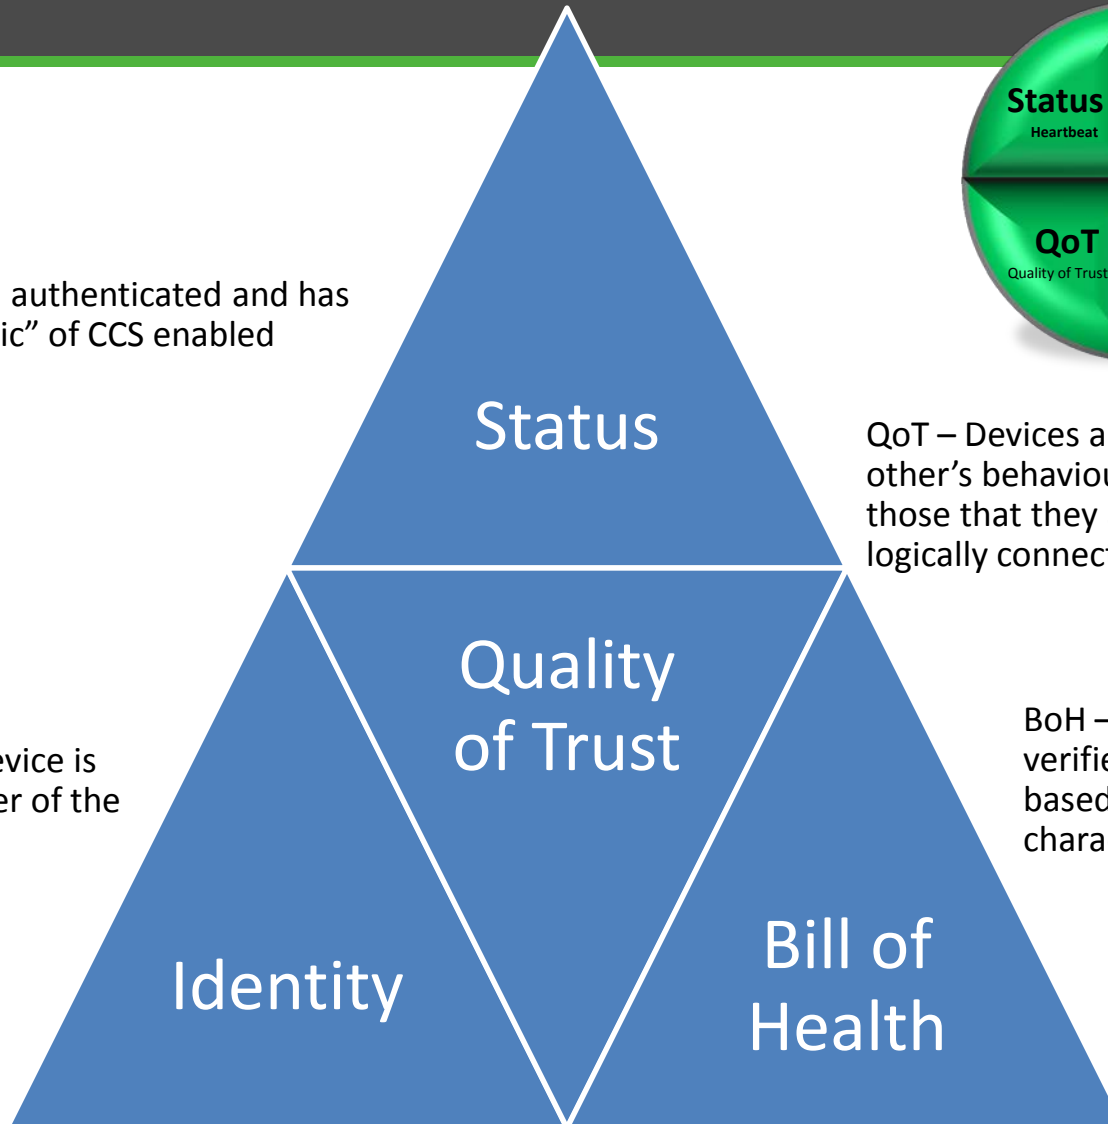 Status
Heartbeat
QoT
Quality of Trust
authenticated and has
ic” of CCS enabled
Status
QoT – Devices a
other’s behaviou
those that they
logically connect
Quality
of Trust
BoH –
verifie
based
chara
evice is
er of the
Identity
Bill of
Health